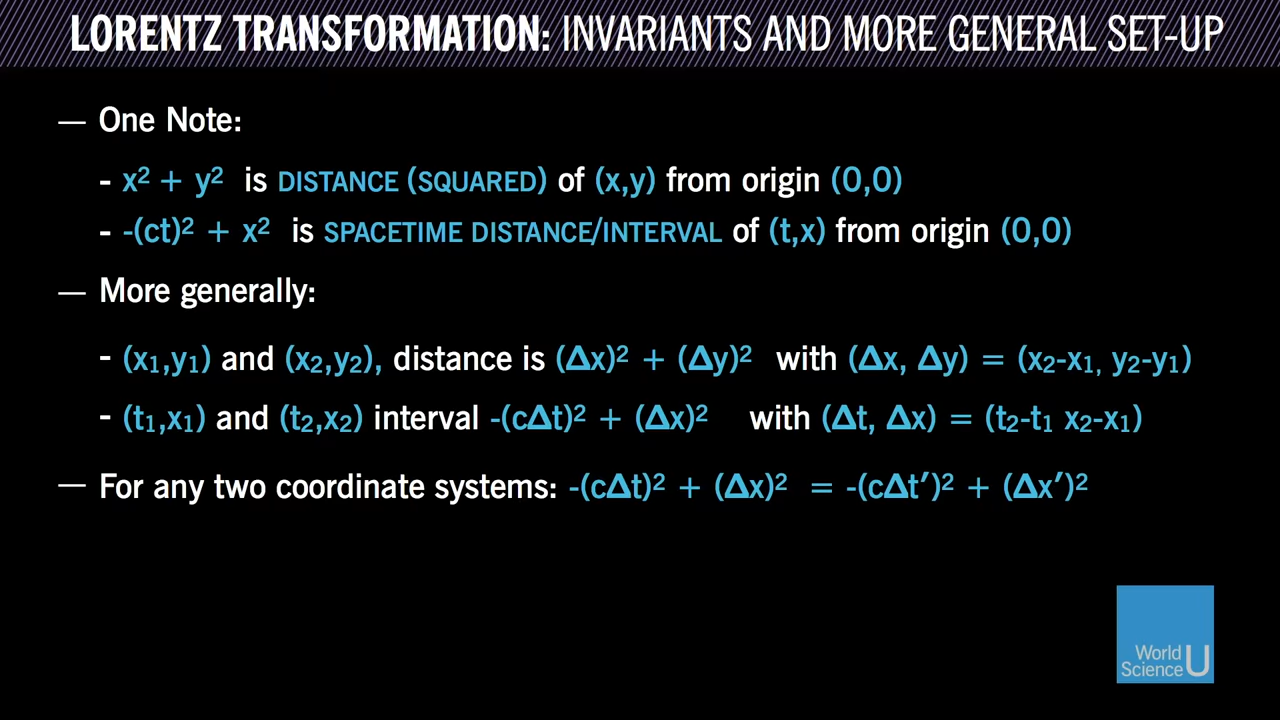 LORENTZ TRANSFORMATION: INVARIANTS AND MORE GENERAL SET-UP
— One Note:
- x² + y² is DISTANCE (SQUARED) of (x,y) from origin (0,0)
- -(ct)² + x² is SPACETIME DISTANCE/INTERVAL of (t,x) from origin (0,0)
— More generally:
- (x₁,y₁) and (x₂,y₂), distance is (Δx)² + (Δy)² with (Δx, Δy) = (x₂-x₁, y₂-y₁)
- (t₁,x₁) and (t₂,x₂) interval -(cΔt)² + (Δx)² with (Δt, Δx) = (t₂-t₁ x₂-x₁)
— For any two coordinate systems: -(cΔt)² + (Δx)² = -(cΔt′)² + (Δx′)²
World
Science U